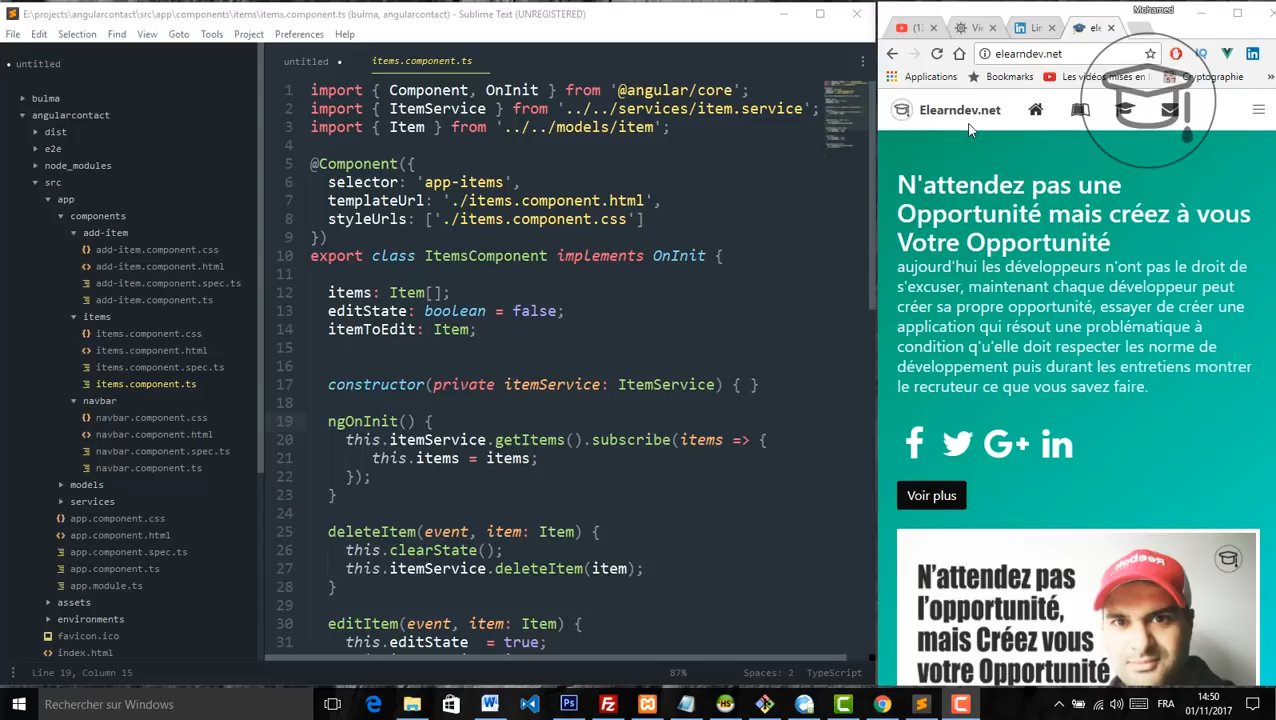 E:\projects\angularcontact\src\app\components\items\items.component.ts (bulma, angularcontact) - Sublime Text (UNREGISTERED)
File Edit Selection Find View Goto Tools Project Preferences Help
untitled
bulma
angularcontact
dist
e2e
node_modules
src
app
components
add-item
add-item.component.css
add-item.component.html
add-item.component.spec.ts
add-item.component.ts
items
items.component.css
items.component.html
items.component.spec.ts
items.component.ts
navbar
navbar.component.css
navbar.component.html
navbar.component.spec.ts
navbar.component.ts
models
services
app.component.css
app.component.html
app.component.spec.ts
app.component.ts
app.module.ts
assets
environments
favicon.ico
index.html
untitled items.component.ts
1 import { Component, OnInit } from '@angular/core';
2 import { ItemService } from '../../services/item.service';
3 import { Item } from '../../models/item';
4
5 @Component({
6 selector: 'app-items',
7 templateUrl: './items.component.html',
8 styleUrls: ['./items.component.css']
9 })
10 export class ItemsComponent implements OnInit {
11
12 items: Item[];
13 editState: boolean = false;
14 itemToEdit: Item;
15
16
17 constructor(private itemService: ItemService) { }
18
19 ngOnInit() {
20 this.itemService.getItems().subscribe(items => {
21 this.items = items;
22 });
23 }
24
25 deleteItem(event, item: Item) {
26 this.clearState();
27 this.itemService.deleteItem(item);
28 }
29
30 editItem(event, item: Item) {
31 this.editState = true;
Line 19, Column 15 87% Spaces: 2 TypeScript
Mohamed
elearndev.net
Applications Bookmarks Les vidéos mises en Cryptographie »
Elearndev.net
N'attendez pas une
Opportunité mais créez à vous
Votre Opportunité
aujourd'hui les développeurs n'ont pas le droit de
s'excuser, maintenant chaque développeur peut
créer sa propre opportunité, essayer de créer une
application qui résout une problématique à
condition qu'elle doit respecter les norme de
développement puis durant les entretiens montrer
le recruteur ce que vous savez faire.
Voir plus
N'attendez pas
l'opportunité,
mais Créez vous
votre Opportunité
Rechercher sur Windows
FRA
14:50
01/11/2017